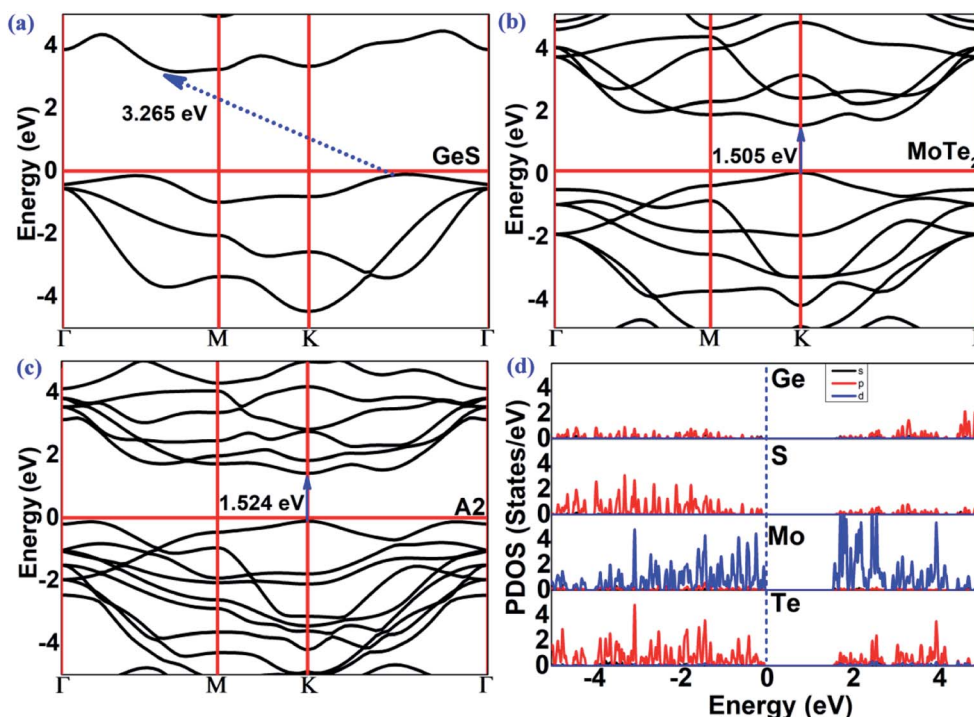 (a)
4
2
0
-2
-4
Energy (eV)
3.265 eV
GeS
Γ M K Γ
(b)
4
2
0
-2
-4
Energy (eV)
1.505 eV
MoTe2
Γ M K
(c)
4
2
0
-2
-4
Energy (eV)
1.524 eV
A2
Γ M K Γ
(d)
PDOS (States/eV)
4
2
0
Ge
s
p
d
4
2
0
S
4
2
0
Mo
4
2
0
Te
-4 -2 0 2 4
Energy (eV)